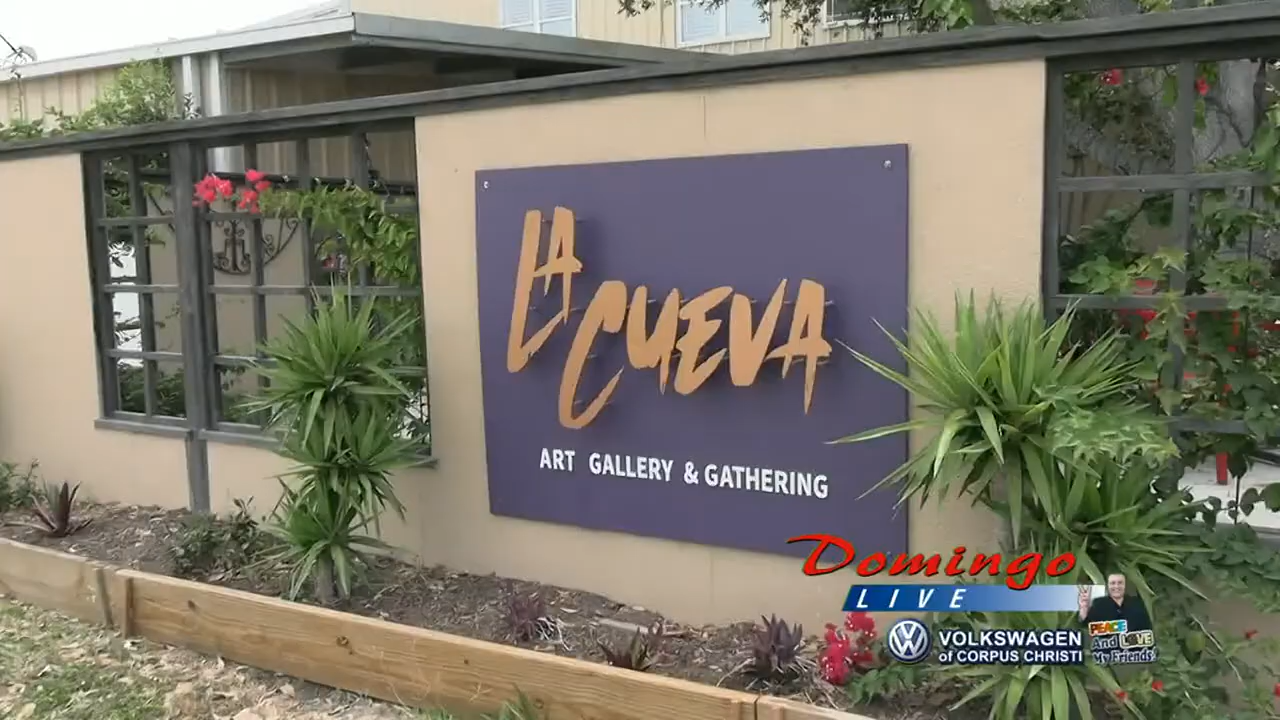 LA
CUEVA
ART GALLERY & GATHERING
Domingo
LIVE
VOLKSWAGEN
of CORPUS CHRISTI
PEACE
And LOVE
My Friends!